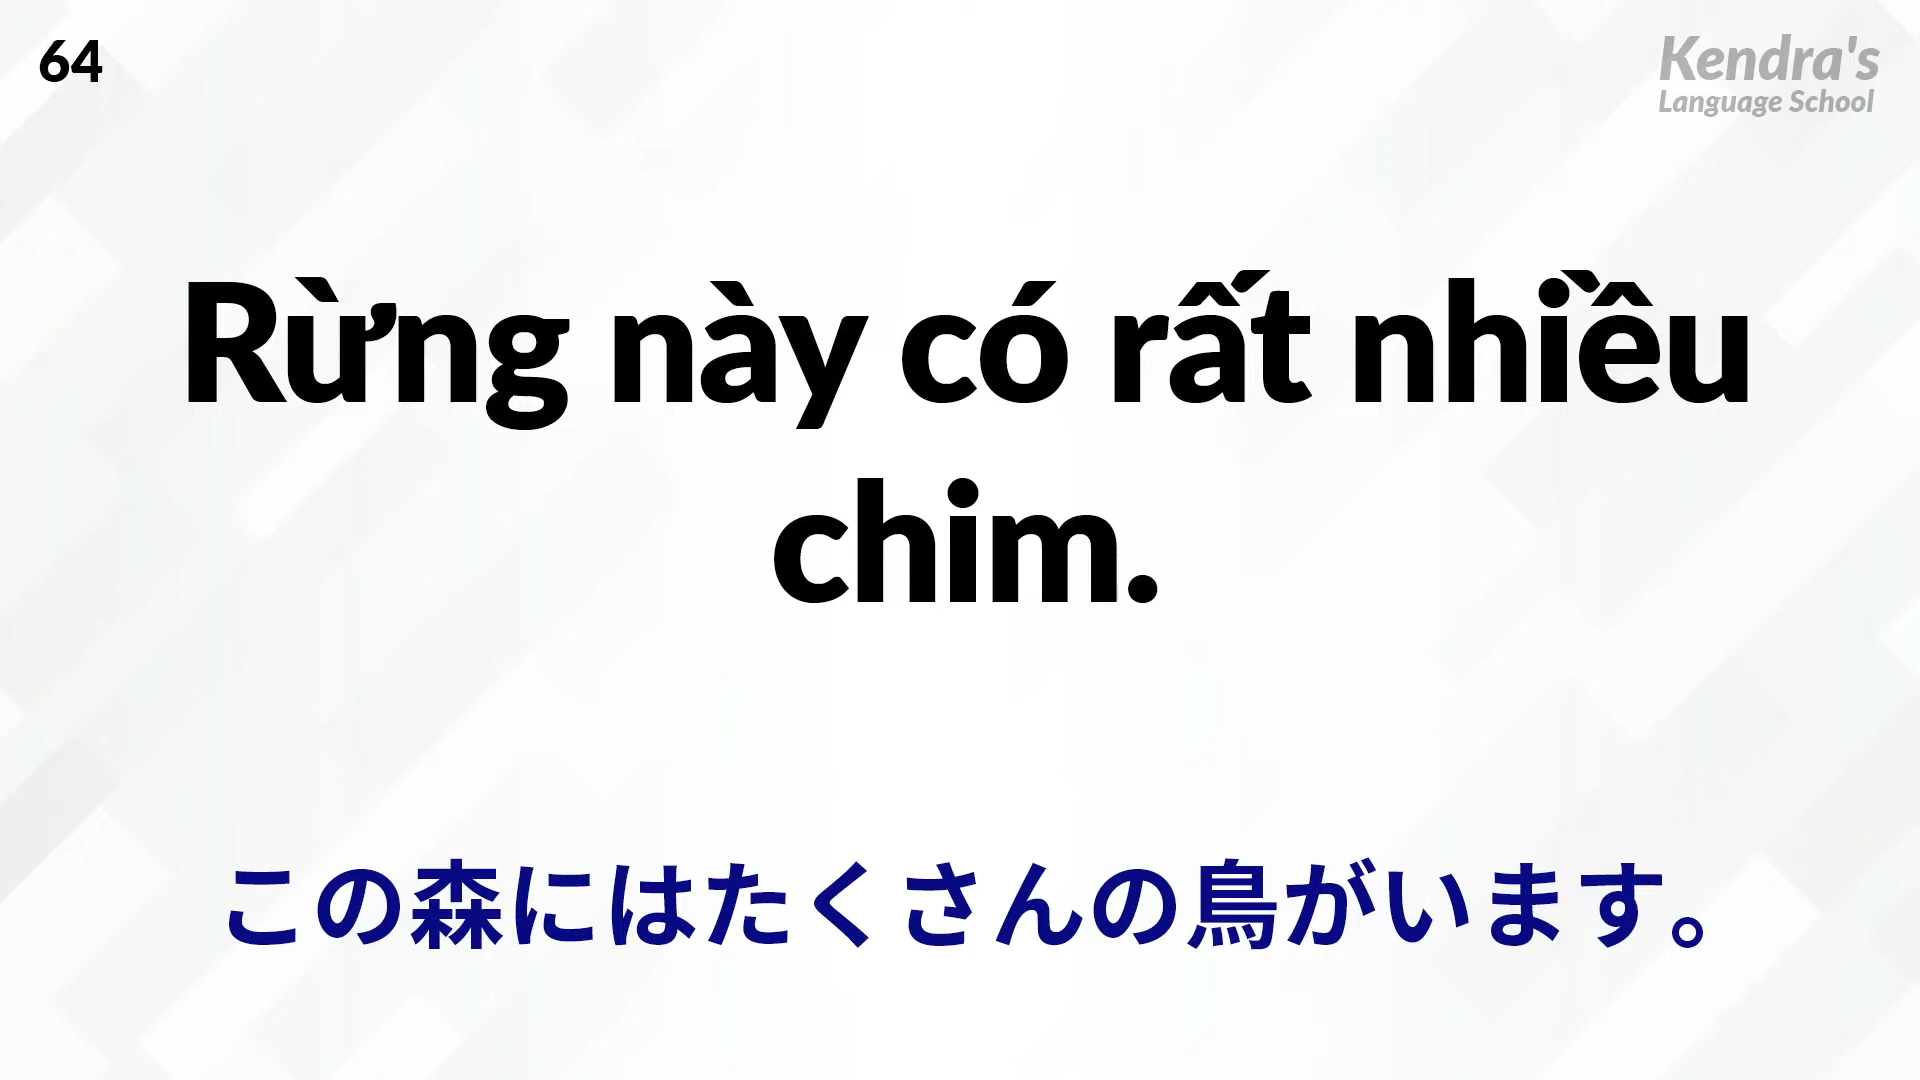 64
Kendra's
Language School
Rừng này có rất nhiều
chim.
この森にはたくさんの鳥がいます。